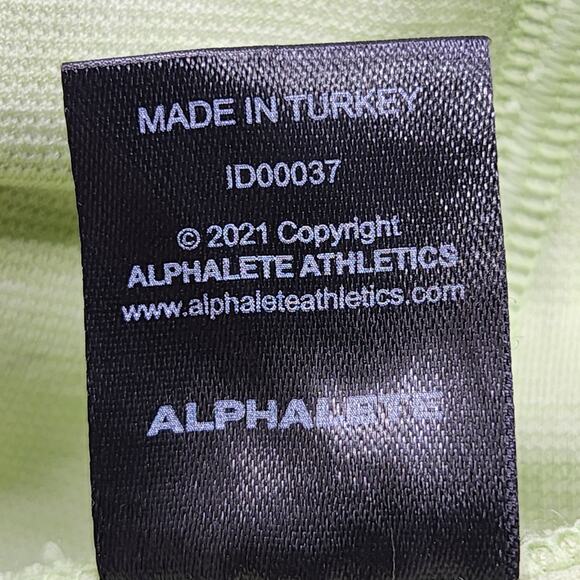 MADE IN TURKEY
ID00037
© 2021 Copyright
ALPHALETE ATHLETICS
www.alphaleteathletics.com
ALPHALETE